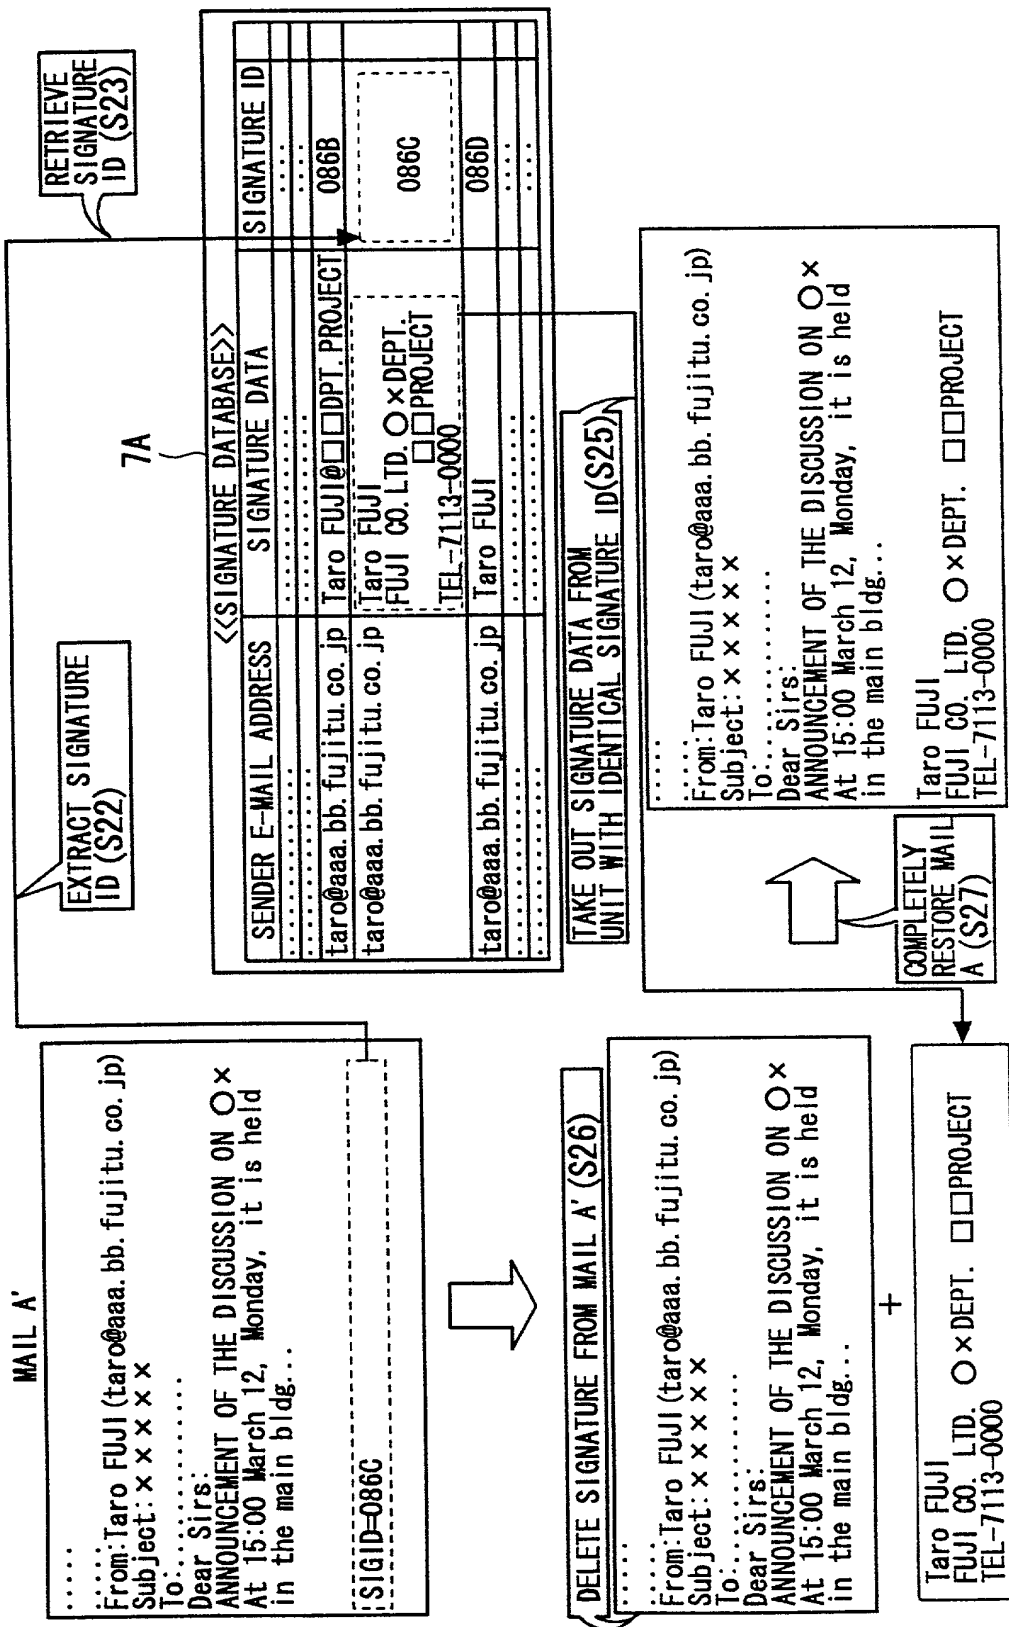 MAIL A'
.....
.....
From:Taro FUJI(taro@aaa.bb.fujitu.co.jp)
Subject:×××××
To..............
Dear Sirs:
ANNOUNCEMENT OF THE DISCUSSION ON ○×
At 15:00 March 12, Monday, it is held
in the main bldg...
SIGID=086C
EXTRACT SIGNATURE
ID (S22)
RETRIEVE
SIGNATURE
ID (S23)
7A
<<SIGNATURE DATABASE>>
SENDER E-MAIL ADDRESS SIGNATURE DATA SIGNATURE ID
taro@aaa.bb.fujitu.co.jp Taro FUJI@□□DPT.PROJECT 086B
taro@aaa.bb.fujitu.co.jp Taro FUJI 086C
FUJI CO.LTD.○×DEPT.
□□PROJECT
TEL-7113-0000
taro@aaa.bb.fujitu.co.jp Taro FUJI 086D
TAKE OUT SIGNATURE DATA FROM
UNIT WITH IDENTICAL SIGNATURE ID(S25)
DELETE SIGNATURE FROM MAIL A'(S26)
.....
.....
From:Taro FUJI(taro@aaa.bb.fujitu.co.jp)
Subject:×××××
To..............
Dear Sirs:
ANNOUNCEMENT OF THE DISCUSSION ON ○×
At 15:00 March 12, Monday, it is held
in the main bldg...
+
Taro FUJI
FUJI CO. LTD. ○×DEPT. □□PROJECT
TEL-7113-0000
COMPLETELY
RESTORE MAIL
A (S27)
.....
.....
From:Taro FUJI(taro@aaa.bb.fujitu.co.jp)
Subject:×××××
To..............
Dear Sirs:
ANNOUNCEMENT OF THE DISCUSSION ON ○×
At 15:00 March 12, Monday, it is held
in the main bldg...
Taro FUJI
FUJI CO. LTD. ○×DEPT. □□PROJECT
TEL-7113-0000